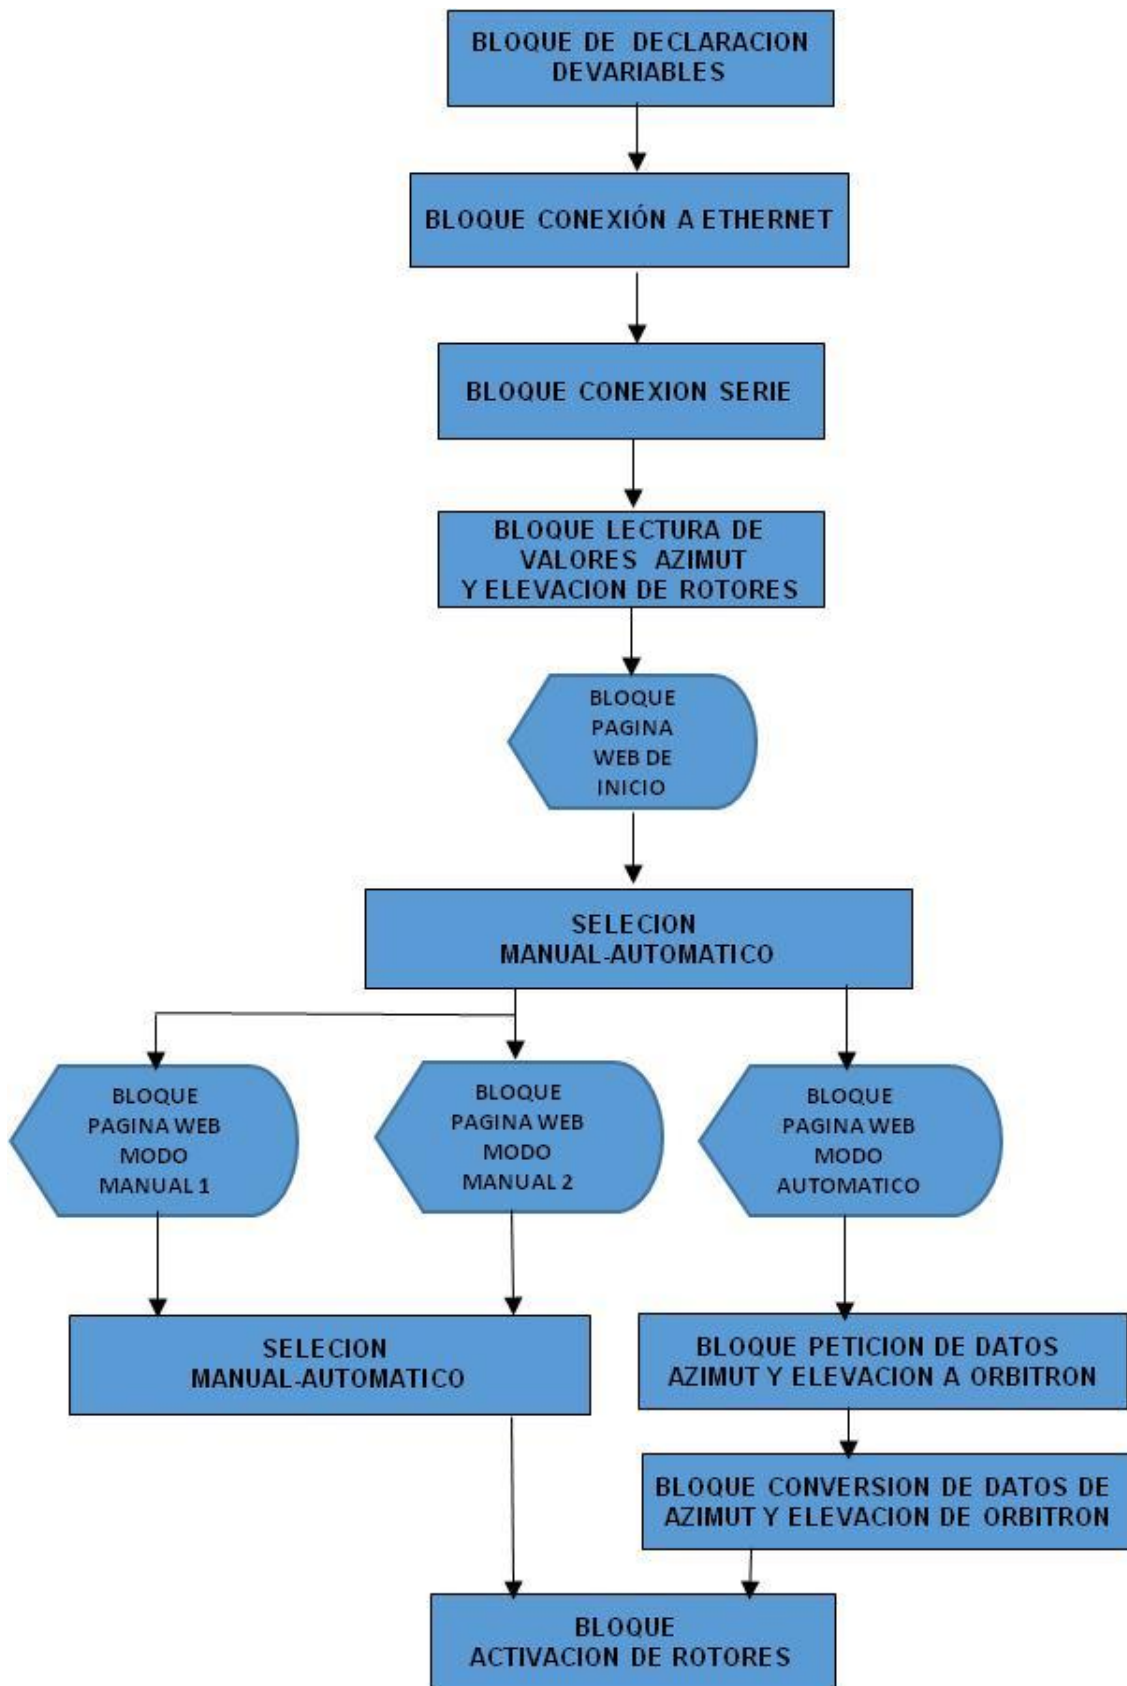 BLOQUE DE DECLARACION
DEVARIABLES
BLOQUE CONEXIÓN A ETHERNET
BLOQUE CONEXION SERIE
BLOQUE LECTURA DE
VALORES AZIMUT
Y ELEVACION DE ROTORES
BLOQUE
PAGINA
WEB DE
INICIO
SELECION
MANUAL-AUTOMATICO
BLOQUE
PAGINA WEB
MODO
MANUAL 1
BLOQUE
PAGINA WEB
MODO
MANUAL 2
BLOQUE
PAGINA WEB
MODO
AUTOMATICO
SELECION
MANUAL-AUTOMATICO
BLOQUE PETICION DE DATOS
AZIMUT Y ELEVACION A ORBITRON
BLOQUE CONVERSION DE DATOS DE
AZIMUT Y ELEVACION DE ORBITRON
BLOQUE
ACTIVACION DE ROTORES